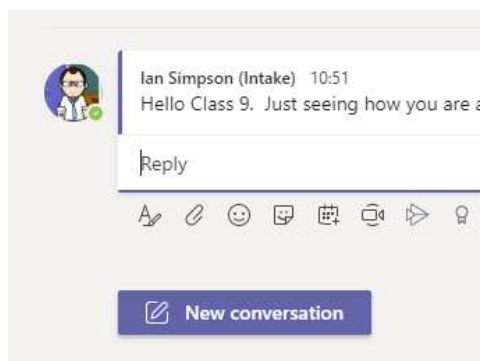 Ian Simpson (Intake) 10:51
Hello Class 9. Just seeing how you are
Reply
New conversation